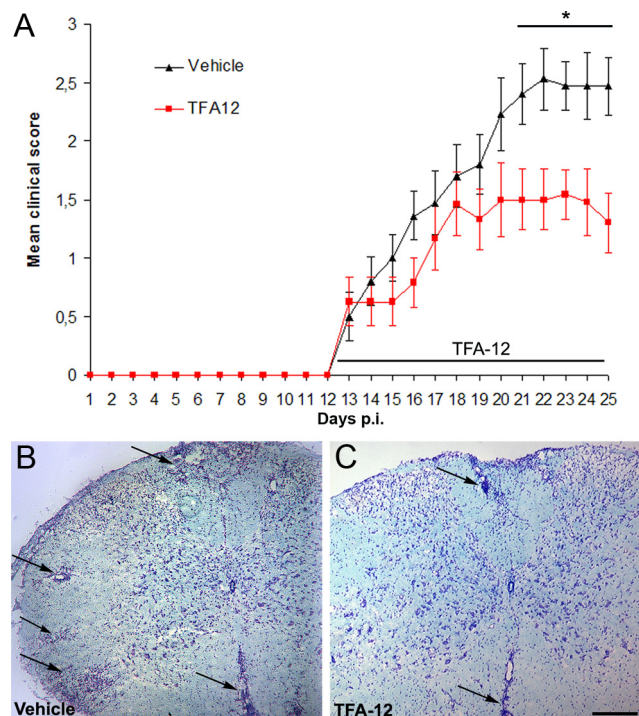 A
*
3
Vehicle
2,5
TFA12
2
Mean clinical score
1,5
1
0,5
TFA-12
0
1 2 3 4 5 6 7 8 9 10 11 12 13 14 15 16 17 18 19 20 21 22 23 24 25
Days p.i.
B
C
Vehicle
TFA-12